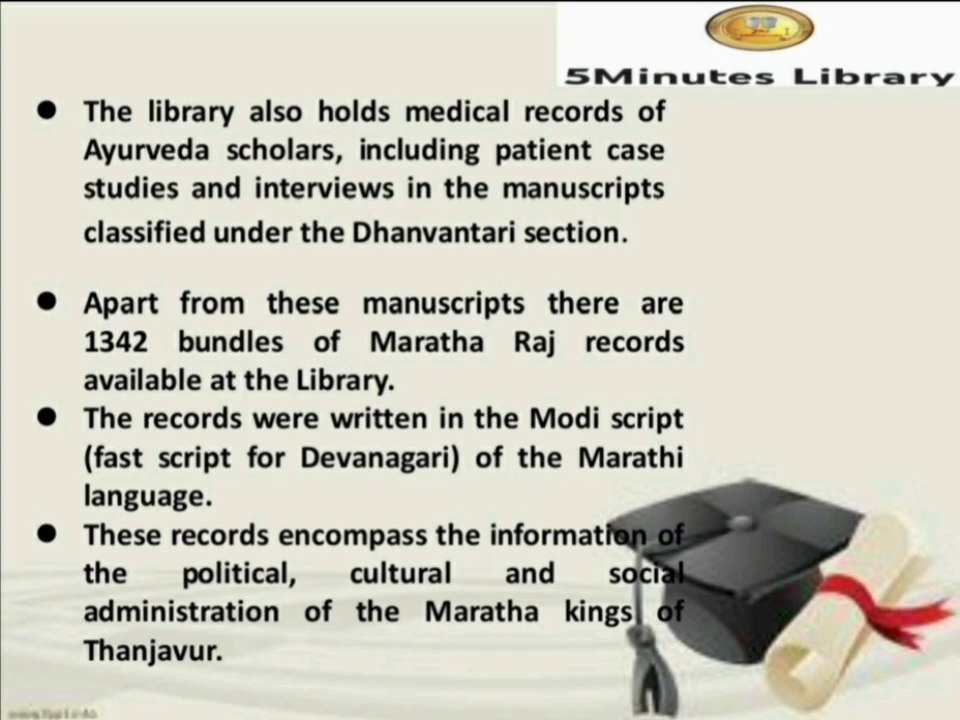 5Minutes Library
● The library also holds medical records of
Ayurveda scholars, including patient case
studies and interviews in the manuscripts
classified under the Dhanvantari section.
● Apart from these manuscripts there are
1342 bundles of Maratha Raj records
available at the Library.
● The records were written in the Modi script
(fast script for Devanagari) of the Marathi
language.
● These records encompass the information of
the political, cultural and social
administration of the Maratha kings of
Thanjavur.